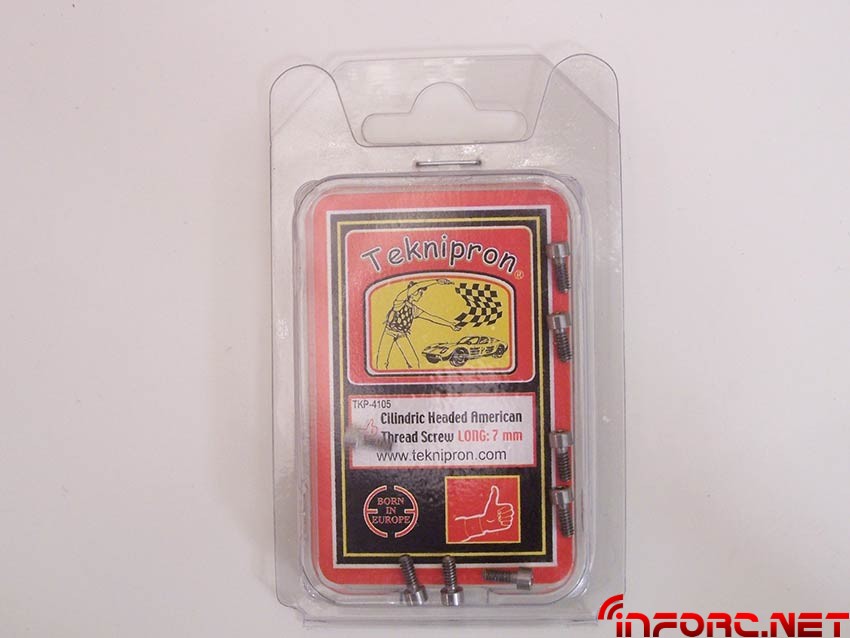 Teknipron®
TKP-4105
Cilindric Headed American
Thread Screw LONG: 7 mm
www.teknipron.com
BORN
IN
EUROPE
INFORC.NET